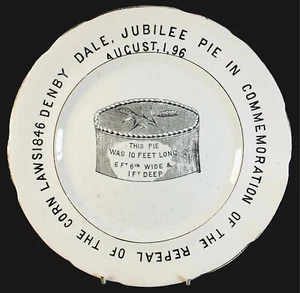 DENBY DALE, JUBILEE PIE IN COMMEMORATION OF THE REPEAL OF THE CORN LAWS 1846
AUGUST, 1, 96
THIS PIE
WAS 10 FEET LONG
6 FT 6 IN WIDE &
1 FT DEEP